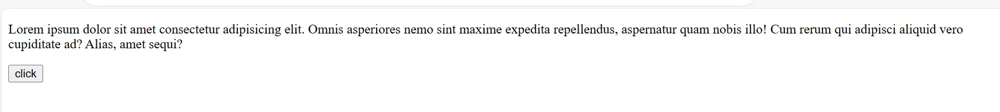 Lorem ipsum dolor sit amet consectetur adipisicing elit. Omnis asperiores nemo sint maxime expedita repellendus, aspernatur quam nobis illo! Cum rerum qui adipisci aliquid vero
cupiditate ad? Alias, amet sequi?
click